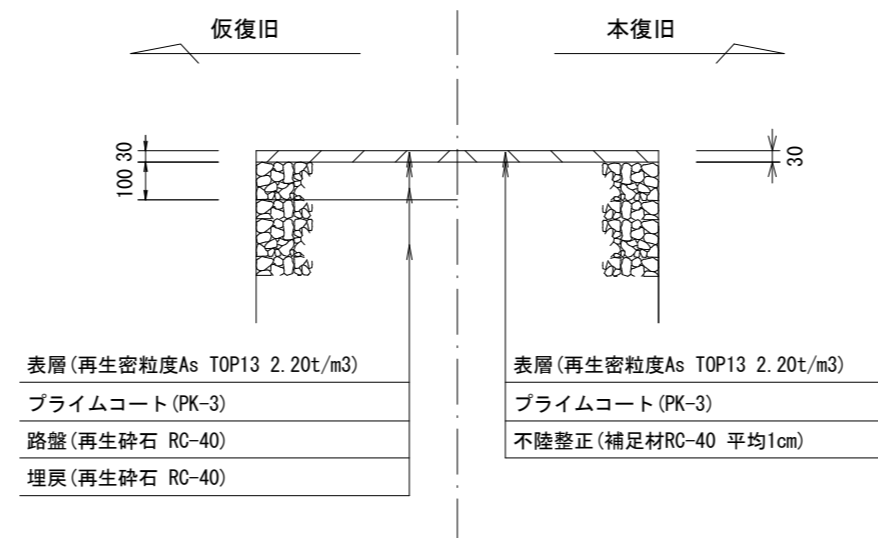 仮復旧
本復旧
30
100
30
表層(再生密粒度As TOP13 2.20t/m3)
プライムコート(PK-3)
路盤(再生砕石 RC-40)
埋戻(再生砕石 RC-40)
表層(再生密粒度As TOP13 2.20t/m3)
プライムコート(PK-3)
不陸整正(補足材RC-40 平均1cm)